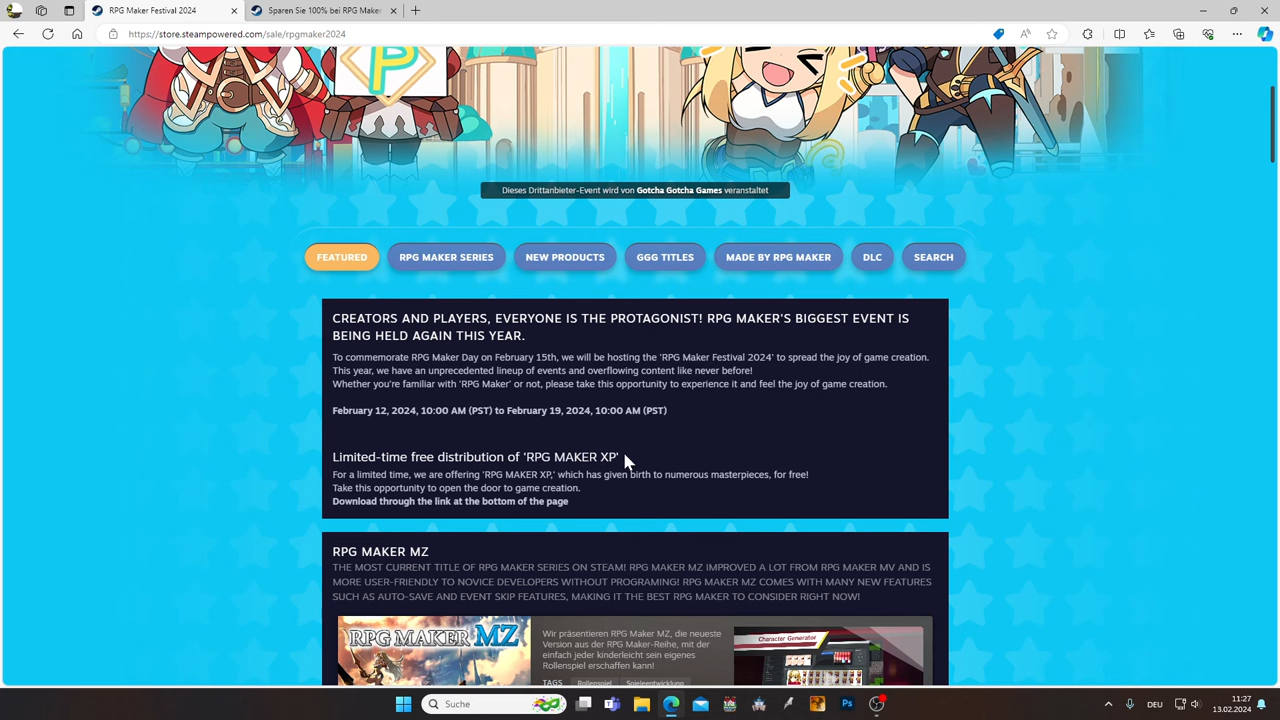 RPG Maker Festival 2024
Sparen Sie 100% bei RPG Maker
https://store.steampowered.com/sale/rpgmaker2024
P
Dieses Drittanbieter-Event wird von Gotcha Gotcha Games veranstaltet
FEATURED RPG MAKER SERIES NEW PRODUCTS GGG TITLES MADE BY RPG MAKER DLC SEARCH
CREATORS AND PLAYERS, EVERYONE IS THE PROTAGONIST! RPG MAKER'S BIGGEST EVENT IS
BEING HELD AGAIN THIS YEAR.
To commemorate RPG Maker Day on February 15th, we will be hosting the 'RPG Maker Festival 2024' to spread the joy of game creation.
This year, we have an unprecedented lineup of events and overflowing content like never before!
Whether you're familiar with 'RPG Maker' or not, please take this opportunity to experience it and feel the joy of game creation.
February 12, 2024, 10:00 AM (PST) to February 19, 2024, 10:00 AM (PST)
Limited-time free distribution of 'RPG MAKER XP'
For a limited time, we are offering 'RPG MAKER XP,' which has given birth to numerous masterpieces, for free!
Take this opportunity to open the door to game creation.
Download through the link at the bottom of the page
RPG MAKER MZ
THE MOST CURRENT TITLE OF RPG MAKER SERIES ON STEAM! RPG MAKER MZ IMPROVED A LOT FROM RPG MAKER MV AND IS
MORE USER-FRIENDLY TO NOVICE DEVELOPERS WITHOUT PROGRAMING! RPG MAKER MZ COMES WITH MANY NEW FEATURES
SUCH AS AUTO-SAVE AND EVENT SKIP FEATURES, MAKING IT THE BEST RPG MAKER TO CONSIDER RIGHT NOW!
RPG MAKER MZ
Wir präsentieren RPG Maker MZ, die neueste
Version aus der RPG Maker-Reihe, mit der
einfach jeder kinderleicht sein eigenes
Rollenspiel erschaffen kann!
TAGS Rollenspiel Spieleentwicklung
Character Generator
Suche
DEU
11:27
13.02.2024